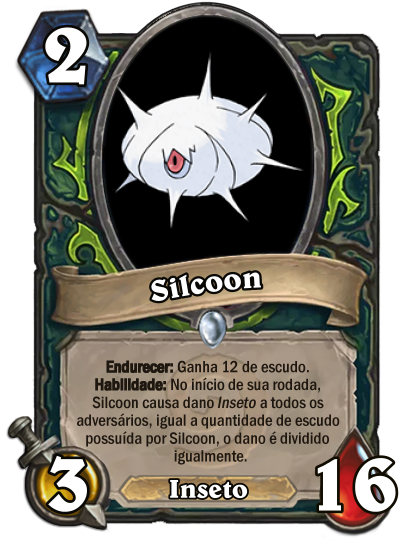 2
Silcoon
Endurecer: Ganha 12 de escudo.
Habilidade: No início de sua rodada,
Silcoon causa dano Inseto a todos os
adversários, igual a quantidade de escudo
possuída por Silcoon, o dano é dividido
igualmente.
3
Inseto
16